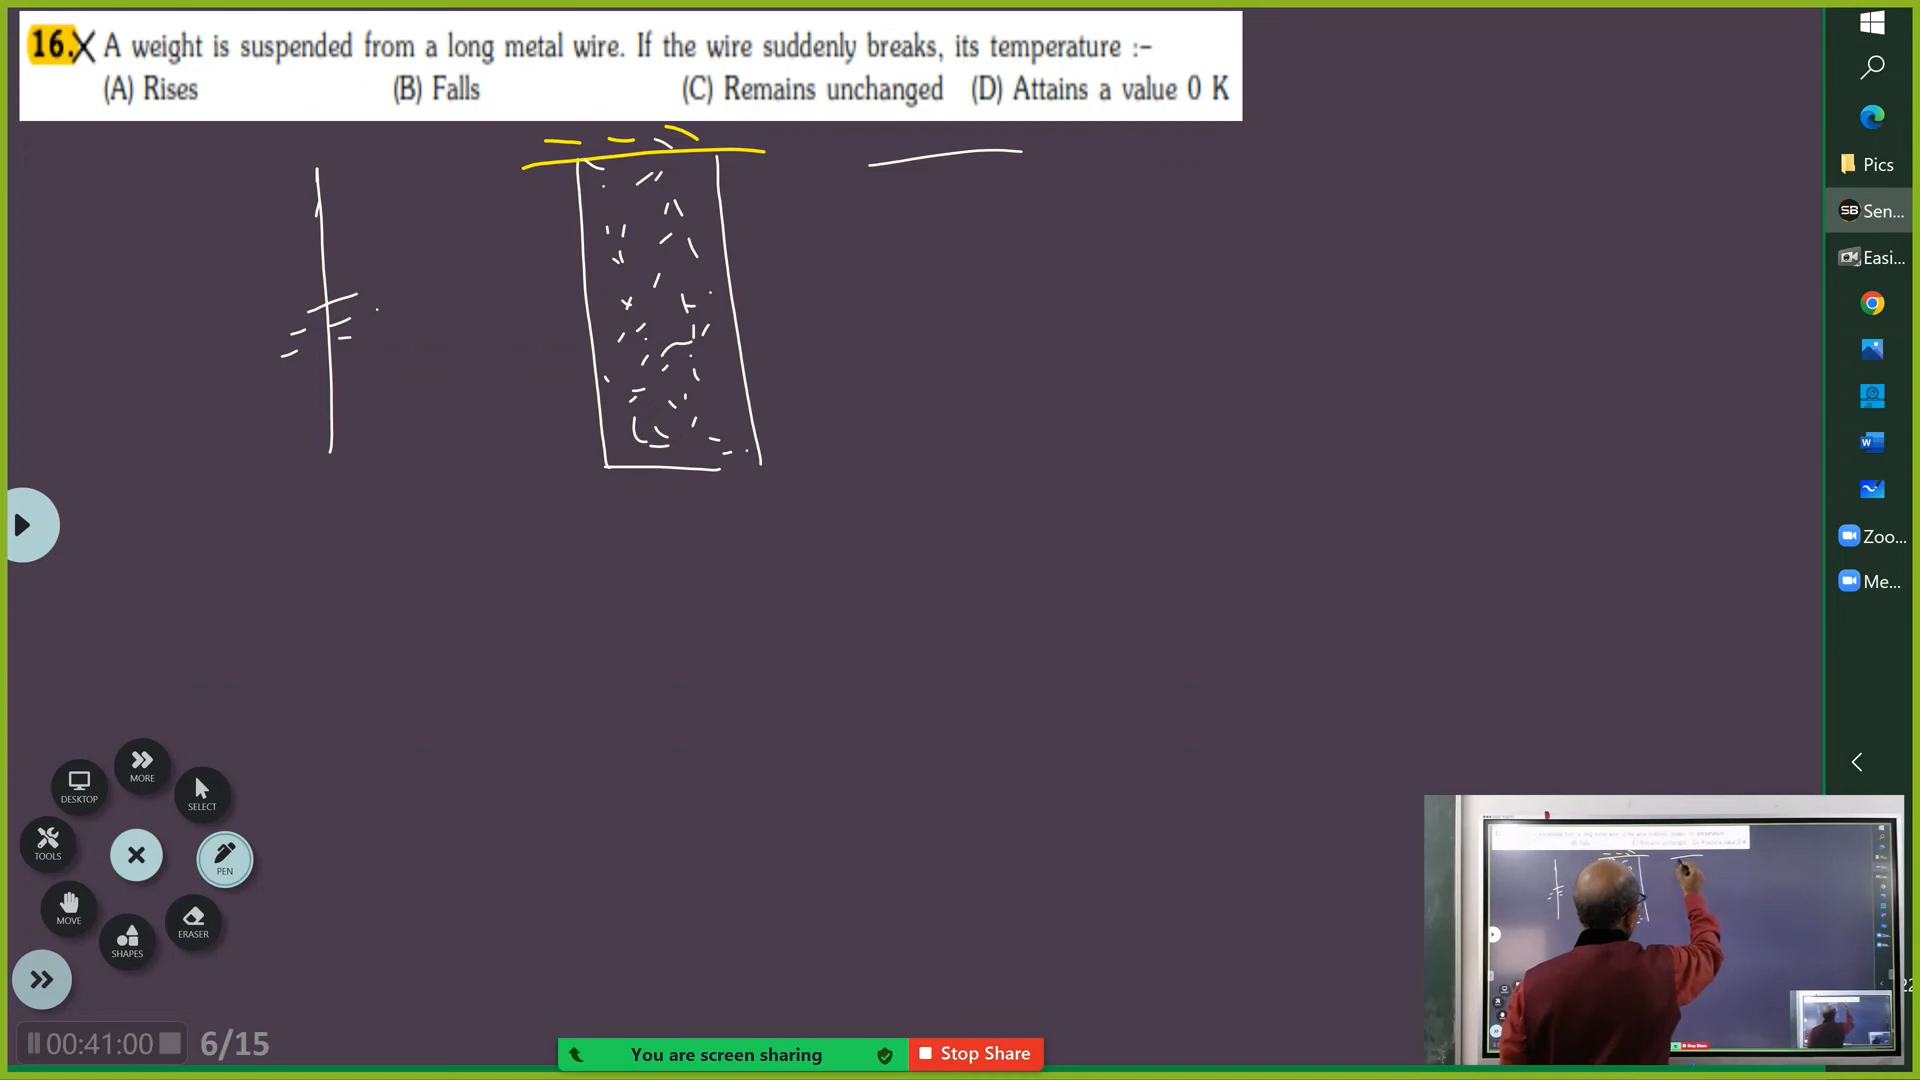 16. A weight is suspended from a long metal wire. If the wire suddenly breaks, its temperature :-
(A) Rises (B) Falls (C) Remains unchanged (D) Attains a value 0 K
Pics
SB Sen...
Easi...
Zoo...
Me...
MORE
DESKTOP
SELECT
TOOLS
PEN
MOVE
ERASER
SHAPES
00:41:00 6/15
You are screen sharing Stop Share